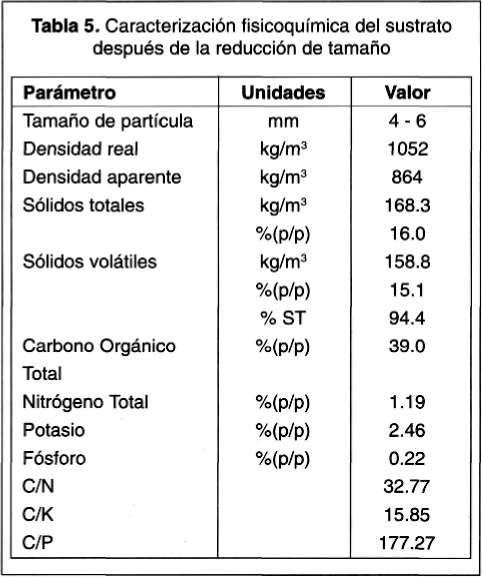 Tabla 5. Caracterización fisicoquímica del sustrato
después de la reducción de tamaño
Parámetro Unidades Valor
Tamaño de partícula mm 4 - 6
Densidad real kg/m³ 1052
Densidad aparente kg/m³ 864
Sólidos totales kg/m³ 168.3
%(p/p) 16.0
Sólidos volátiles kg/m³ 158.8
%(p/p) 15.1
% ST 94.4
Carbono Orgánico %(p/p) 39.0
Total
Nitrógeno Total %(p/p) 1.19
Potasio %(p/p) 2.46
Fósforo %(p/p) 0.22
C/N 32.77
C/K 15.85
C/P 177.27